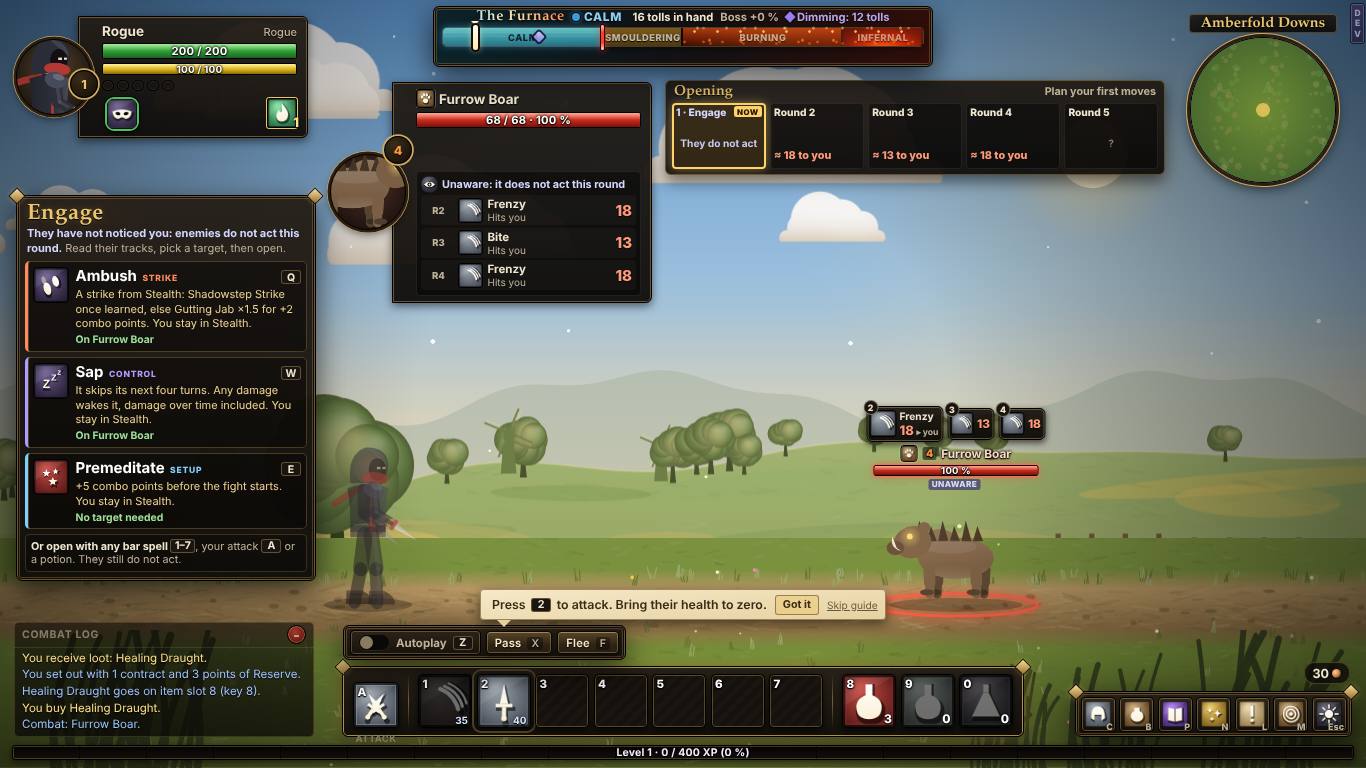 Rogue
Rogue
200 / 200
100 / 100
1
1
The Furnace CALM 16 tolls in hand Boss +0 % Dimming: 12 tolls
CALM SMOULDERING BURNING INFERNAL
Amberfold Downs
DEV
Furrow Boar
68 / 68 · 100 %
4
Unaware: it does not act this round
R2 Frenzy 18
Hits you
R3 Bite 13
Hits you
R4 Frenzy 18
Hits you
Opening Plan your first moves
1 · Engage NOW
They do not act
Round 2
≈ 18 to you
Round 3
≈ 13 to you
Round 4
≈ 18 to you
Round 5
?
Engage
They have not noticed you: enemies do not act this
round. Read their tracks, pick a target, then open.
Ambush STRIKE Q
A strike from Stealth: Shadowstep Strike
once learned, else Gutting Jab ×1.5 for +2
combo points. You stay in Stealth.
On Furrow Boar
Sap CONTROL W
It skips its next four turns. Any damage
wakes it, damage over time included. You
stay in Stealth.
On Furrow Boar
Premeditate SETUP E
+5 combo points before the fight starts.
You stay in Stealth.
No target needed
Or open with any bar spell 1–7, your attack A or
a potion. They still do not act.
2 Frenzy
18 ▸ you
3 13
4 18
4 Furrow Boar
100 %
UNAWARE
Press 2 to attack. Bring their health to zero. Got it Skip guide
COMBAT LOG
You receive loot: Healing Draught.
You set out with 1 contract and 3 points of Reserve.
Healing Draught goes on item slot 8 (key 8).
You buy Healing Draught.
Combat: Furrow Boar.
Autoplay Z Pass X Flee F
A 1 35 2 40 3 4 5 6 7 8 3 9 0 0 0
ATTACK
30
C B P N L M Esc
Level 1 · 0 / 400 XP (0 %)